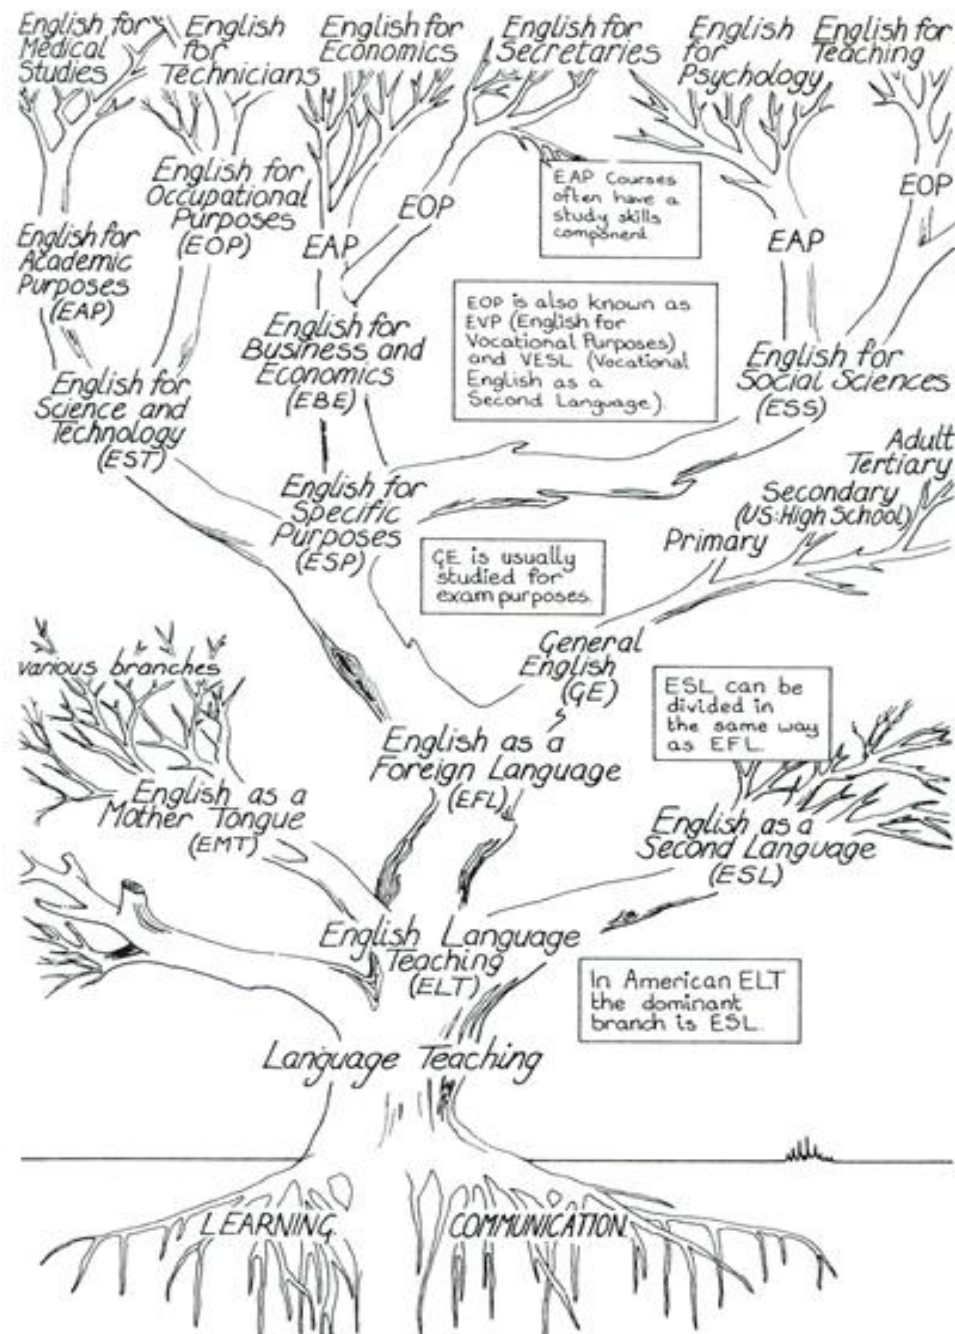 English for
Medical
Studies
English
for
Technicians
English for
Economics
English for
Secretaries
English
for
Psychology
English for
Teaching
English for
Occupational
Purposes
(EOP)
EOP
EAP Courses
often have a
study skills
component.
EOP
English for
Academic
Purposes
(EAP)
EAP
EAP
EOP is also known as
EVP (English for
Vocational Purposes)
and VESL (Vocational
English as a
Second Language).
English for
Business and
Economics
(EBE)
English for
Social Sciences
(ESS)
English for
Science and
Technology
(EST)
Adult
Tertiary
Secondary
(US:High School)
Primary
English for
Specific
Purposes
(ESP)
GE is usually
studied for
exam purposes.
General
English
(GE)
various branches
ESL can be
divided in
the same way
as EFL.
English as a
Foreign Language
(EFL)
English as a
Mother Tongue
(EMT)
English as a
Second Language
(ESL)
English Language
Teaching
(ELT)
In American ELT
the dominant
branch is ESL.
Language Teaching
LEARNING
COMMUNICATION